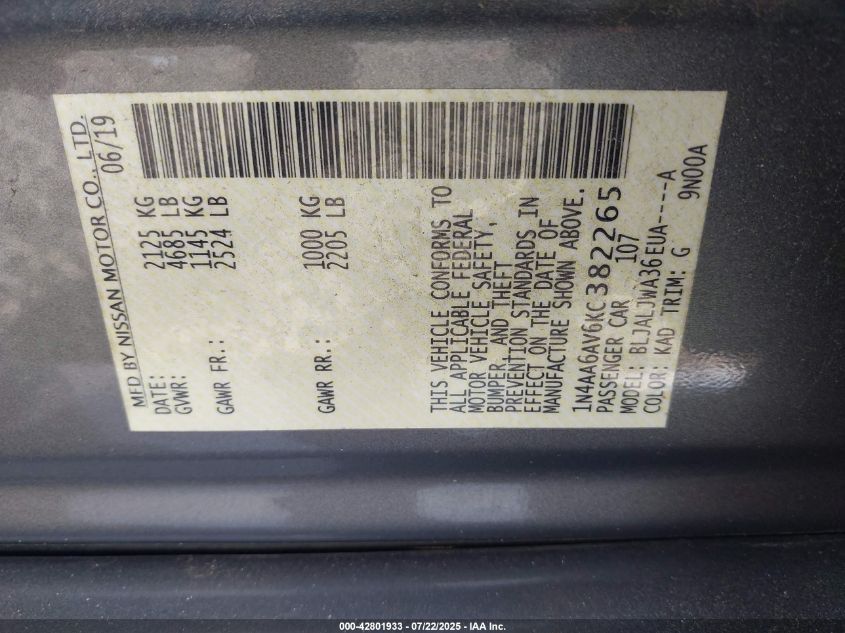 MFD BY NISSAN MOTOR CO., LTD.
DATE: 06/19
GVWR: 2125 KG
4685 LB
GAWR FR.: 1145 KG
2524 LB
GAWR RR.: 1000 KG
2205 LB
THIS VEHICLE CONFORMS TO
ALL APPLICABLE FEDERAL
MOTOR VEHICLE SAFETY,
BUMPER, AND THEFT
PREVENTION STANDARDS IN
EFFECT ON THE DATE OF
MANUFACTURE SHOWN ABOVE.
1N4AA6AV6KC382265
PASSENGER CAR 107
MODEL: BLJALJWA36EUA----A
COLOR: KAD TRIM: G 9N00A
000-42801933 / 07/22/2025 - IAA Inc.